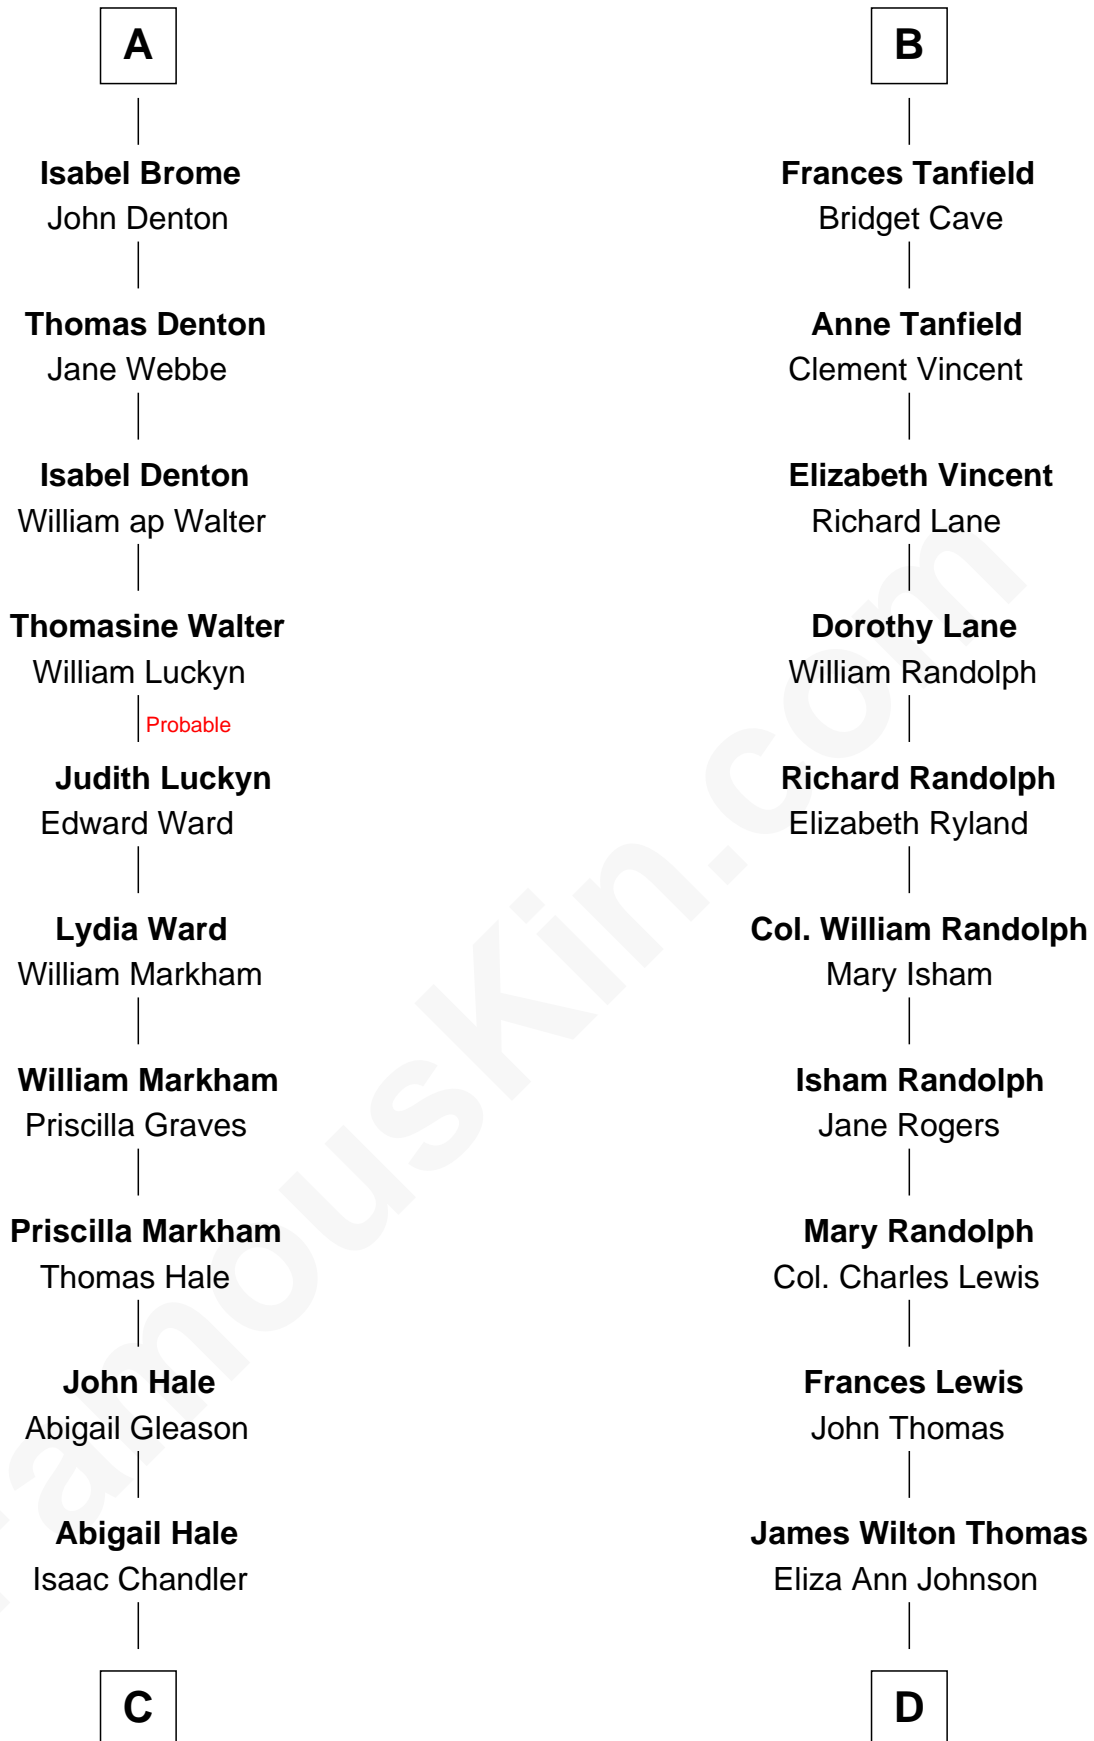 A
Isabel Brome
John Denton
Thomas Denton
Jane Webbe
Isabel Denton
William ap Walter
Thomasine Walter
William Luckyn
Probable
Judith Luckyn
Edward Ward
Lydia Ward
William Markham
William Markham
Priscilla Graves
Priscilla Markham
Thomas Hale
John Hale
Abigail Gleason
Abigail Hale
Isaac Chandler
C
B
Frances Tanfield
Bridget Cave
Anne Tanfield
Clement Vincent
Elizabeth Vincent
Richard Lane
Dorothy Lane
William Randolph
Richard Randolph
Elizabeth Ryland
Col. William Randolph
Mary Isham
Isham Randolph
Jane Rogers
Mary Randolph
Col. Charles Lewis
Frances Lewis
John Thomas
James Wilton Thomas
Eliza Ann Johnson
D
FamousKin.com